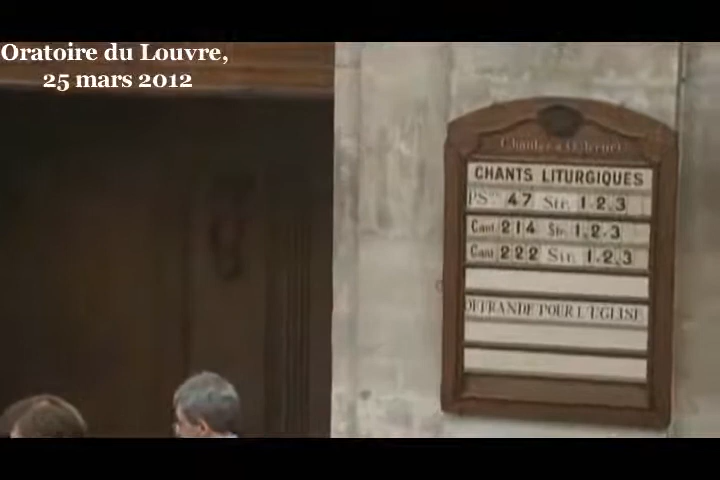 Oratoire du Louvre,
25 mars 2012
CHANTS LITURGIQUES
PS. 47 Str. 1.2.3
Cant 214 Str. 1.2.3
Cant 222 Str. 1.2.3
OFFRANDE POUR L'EGLISE